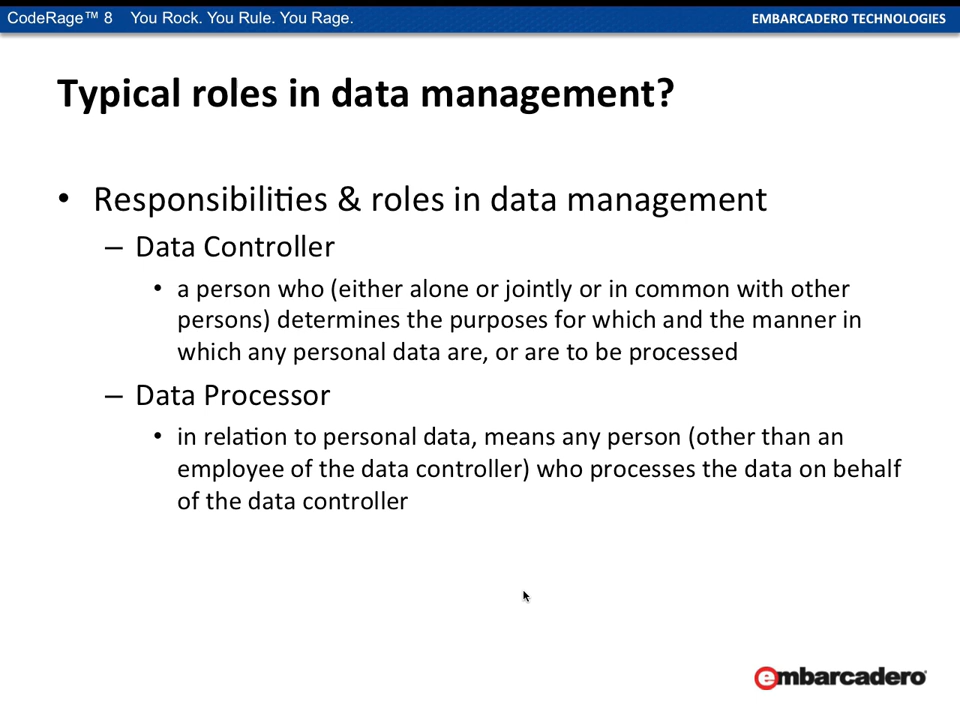 CodeRage™ 8 You Rock. You Rule. You Rage.
EMBARCADERO TECHNOLOGIES
Typical roles in data management?
• Responsibilities & roles in data management
– Data Controller
• a person who (either alone or jointly or in common with other
persons) determines the purposes for which and the manner in
which any personal data are, or are to be processed
– Data Processor
• in relation to personal data, means any person (other than an
employee of the data controller) who processes the data on behalf
of the data controller
embarcadero